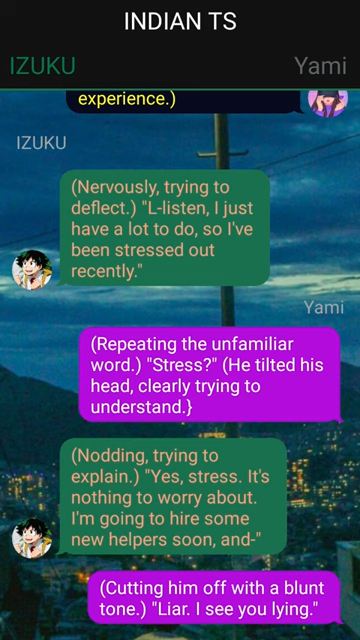 INDIAN TS
IZUKU
Yami
experience.)
IZUKU
(Nervously, trying to
deflect.) "L-listen, I just
have a lot to do, so I've
been stressed out
recently."
Yami
(Repeating the unfamiliar
word.) "Stress?" (He tilted his
head, clearly trying to
understand.}
(Nodding, trying to
explain.) "Yes, stress. It's
nothing to worry about.
I'm going to hire some
new helpers soon, and-"
(Cutting him off with a blunt
tone.) "Liar. I see you lying."